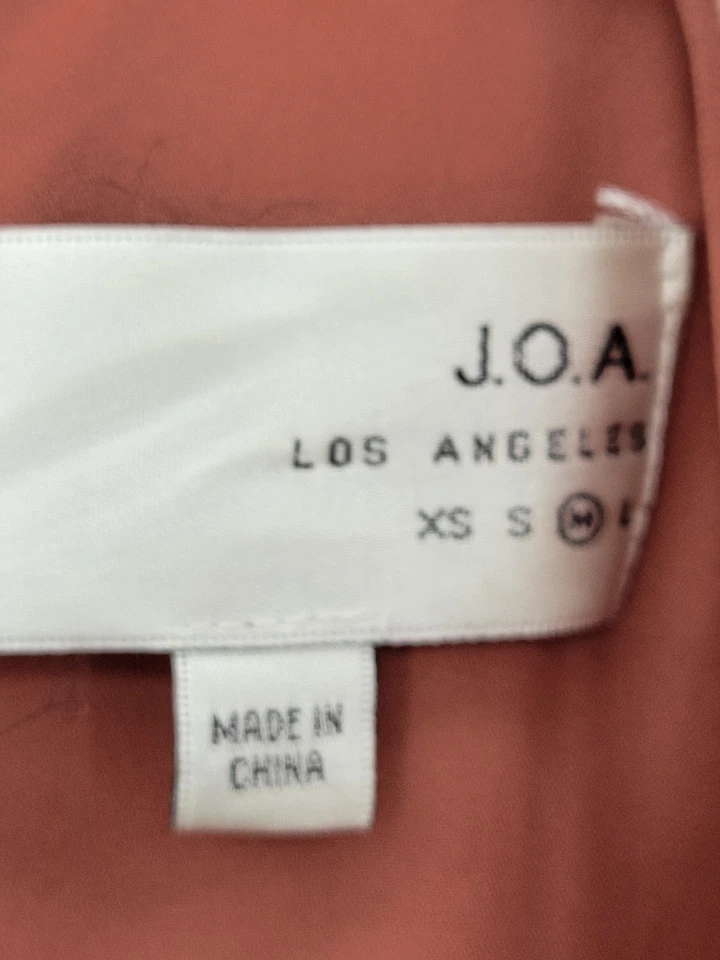 J.O.A.
LOS ANGELES
XS S M L
MADE IN
CHINA